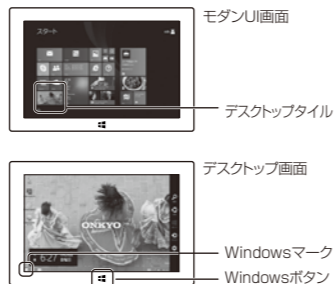 モダンUI画面
スタート
デスクトップタイル
デスクトップ画面
ONKYO
6:27
Windowsマーク
Windowsボタン